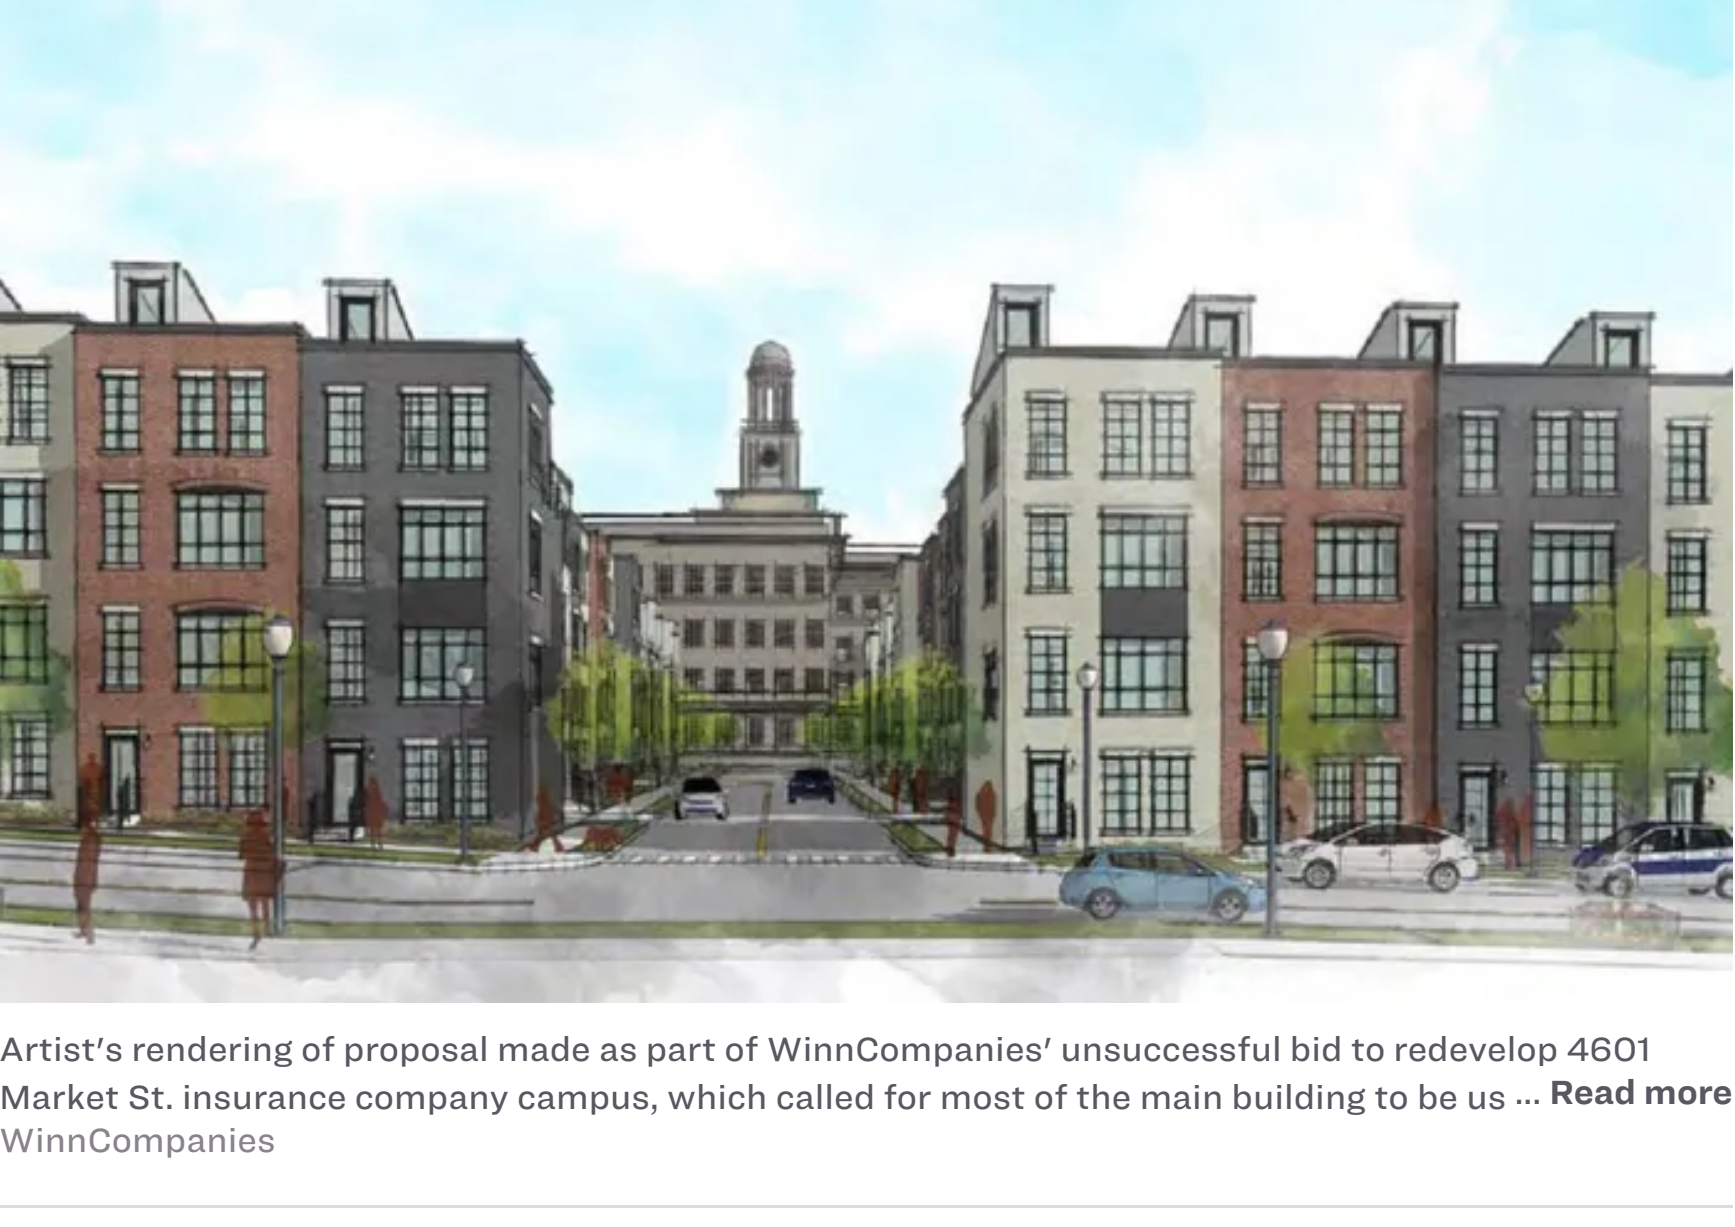 Artist's rendering of proposal made as part of WinnCompanies' unsuccessful bid to redevelop 4601
Market St. insurance company campus, which called for most of the main building to be us ... Read more
WinnCompanies